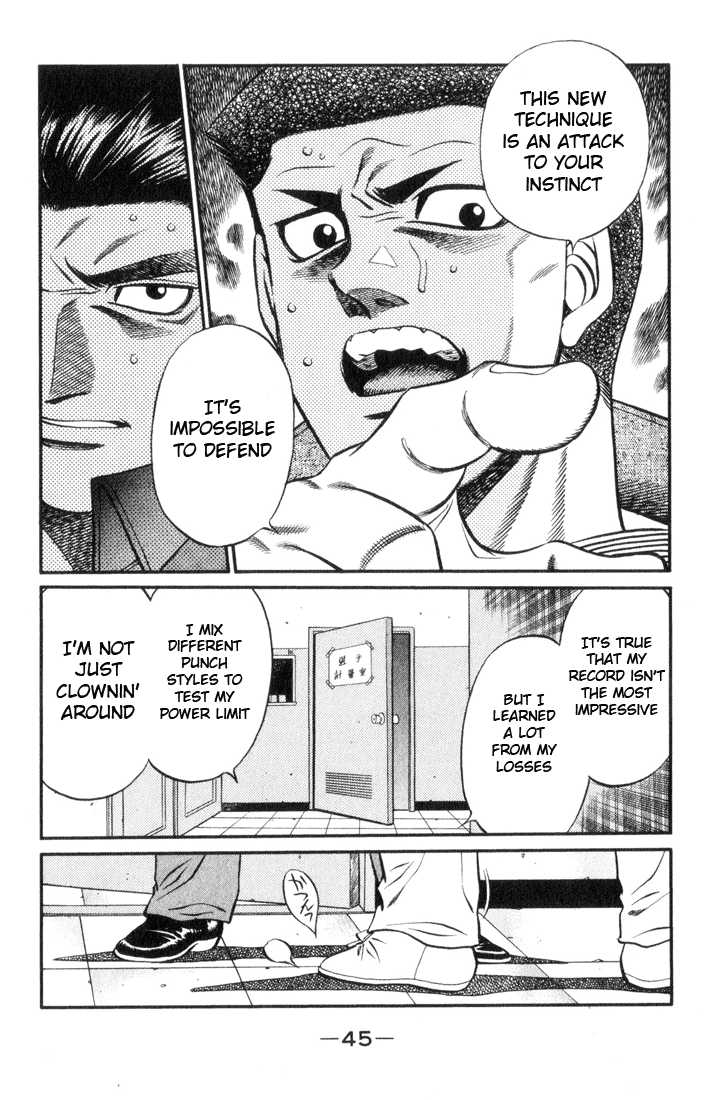 THIS NEW
TECHNIQUE
IS AN ATTACK
TO YOUR
INSTINCT
IT'S
IMPOSSIBLE
TO DEFEND
IT'S TRUE
THAT MY
RECORD ISN'T
THE MOST
IMPRESSIVE
BUT I
LEARNED
A LOT
FROM MY
LOSSES
I MIX
DIFFERENT
PUNCH
STYLES TO
TEST MY
POWER LIMIT
I'M NOT
JUST
CLOWNIN'
AROUND
—45—